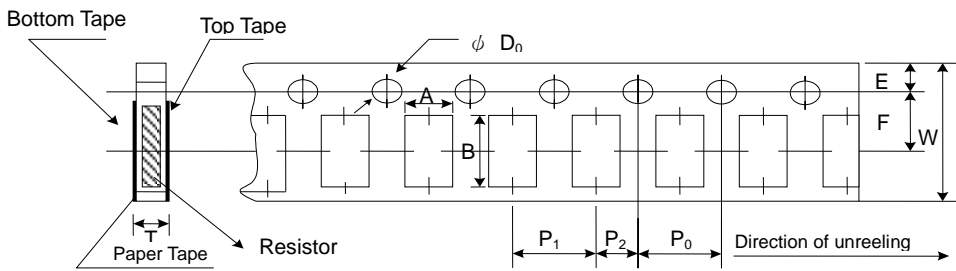 Bottom Tape
Top Tape
ϕ D₀
A
E
F
W
B
T
Paper Tape
Resistor
P₁
P₂
P₀
Direction of unreeling